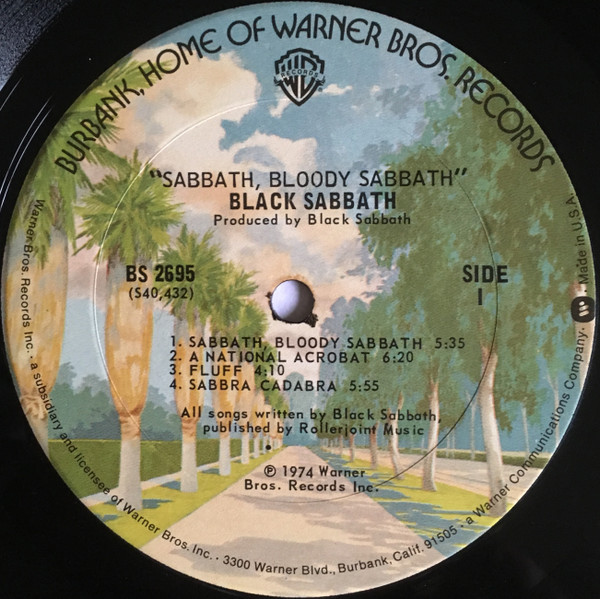 BURBANK, HOME OF WARNER BROS. RECORDS
WB
RECORDS
"SABBATH, BLOODY SABBATH"
BLACK SABBATH
Produced by Black Sabbath
BS 2695
(S40,432)
SIDE
1
1. SABBATH, BLOODY SABBATH 5:35
2. A NATIONAL ACROBAT 6:20
3. FLUFF 4:10
4. SABBRA CADABRA 5:55
All songs written by Black Sabbath,
published by Rollerjoint Music
℗ 1974 Warner
Bros. Records Inc.
Warner Bros. Records Inc. · a subsidiary and licensee of Warner Bros. Inc. · 3300 Warner Blvd., Burbank, Calif. 91505 · a Warner Communications Company · Made in U.S.A.